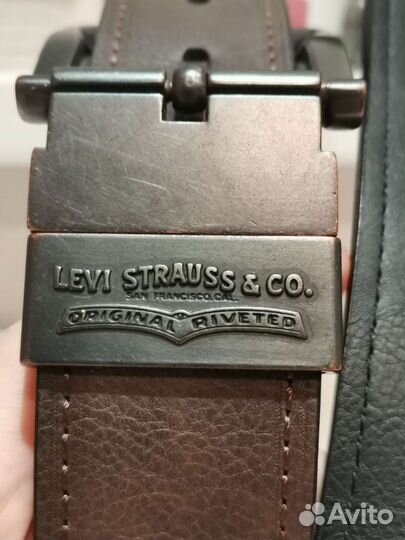 LEVI STRAUSS & CO.
SAN FRANCISCO, CAL.
ORIGINAL RIVETED
Avito